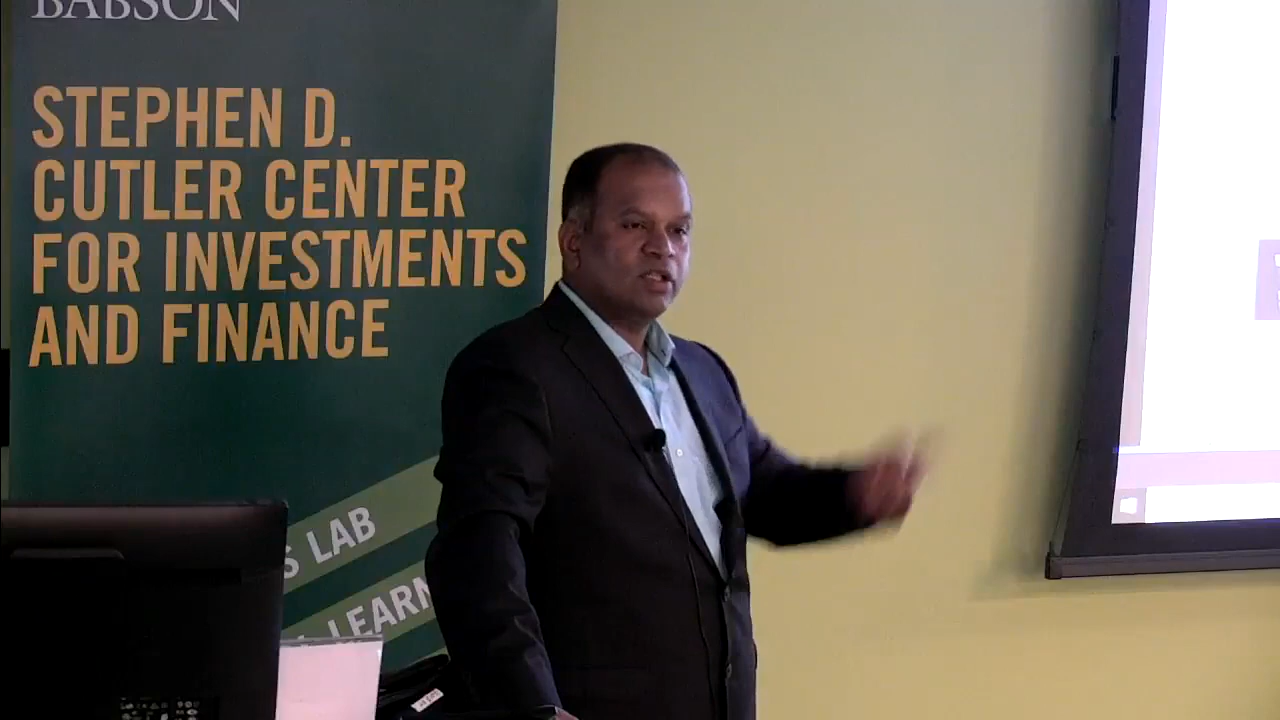 BABSON
STEPHEN D.
CUTLER CENTER
FOR INVESTMENTS
AND FINANCE
S LAB
LEARN